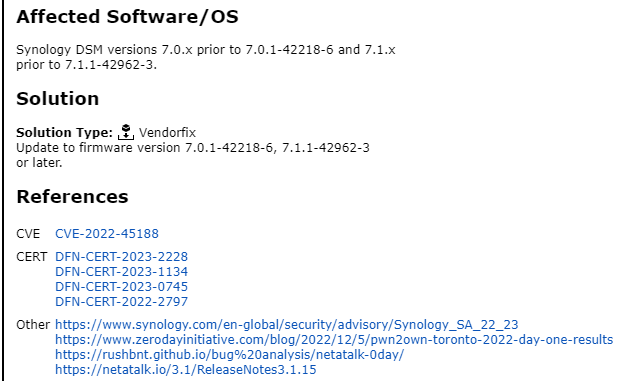 Affected Software/OS
Synology DSM versions 7.0.x prior to 7.0.1-42218-6 and 7.1.x
prior to 7.1.1-42962-3.
Solution
Solution Type: Vendorfix
Update to firmware version 7.0.1-42218-6, 7.1.1-42962-3
or later.
References
CVE CVE-2022-45188
CERT DFN-CERT-2023-2228
DFN-CERT-2023-1134
DFN-CERT-2023-0745
DFN-CERT-2022-2797
Other https://www.synology.com/en-global/security/advisory/Synology_SA_22_23
https://www.zerodayinitiative.com/blog/2022/12/5/pwn2own-toronto-2022-day-one-results
https://rushbnt.github.io/bug%20analysis/netatalk-0day/
https://netatalk.io/3.1/ReleaseNotes3.1.15